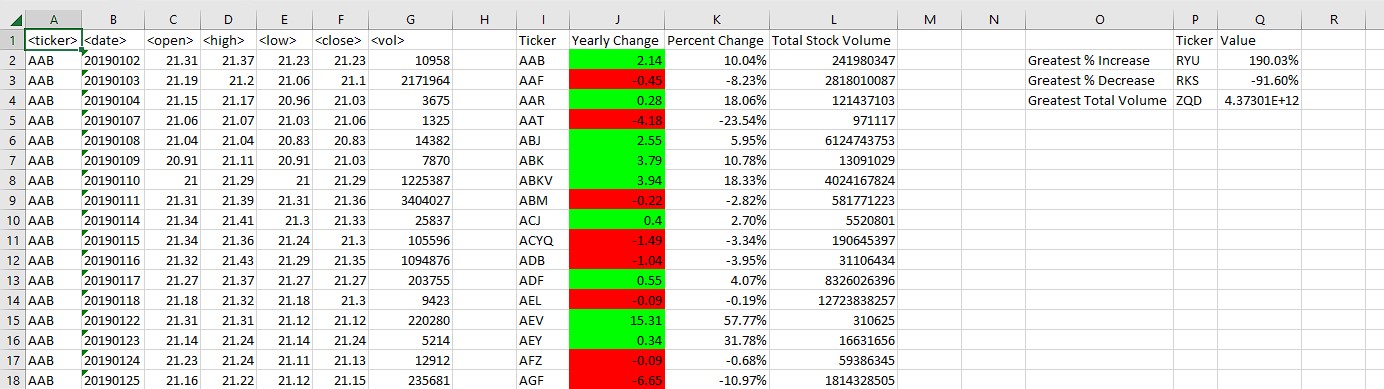 A B C D E F G H I J K L M N O P Q R
1 <ticker> <date> <open> <high> <low> <close> <vol> Ticker Yearly Change Percent Change Total Stock Volume Ticker Value
2 AAB 20190102 21.31 21.37 21.23 21.23 10958 AAB 2.14 10.04% 241980347 Greatest % Increase RYU 190.03%
3 AAB 20190103 21.19 21.2 21.06 21.1 2171964 AAF -0.45 -8.23% 2818010087 Greatest % Decrease RKS -91.60%
4 AAB 20190104 21.15 21.17 20.96 21.03 3675 AAR 0.28 18.06% 121437103 Greatest Total Volume ZQD 4.37301E+12
5 AAB 20190107 21.06 21.07 21.03 21.06 1325 AAT -4.18 -23.54% 971117
6 AAB 20190108 21.04 21.04 20.83 20.83 14382 ABJ 2.55 5.95% 6124743753
7 AAB 20190109 20.91 21.11 20.91 21.03 7870 ABK 3.79 10.78% 13091029
8 AAB 20190110 21 21.29 21 21.29 1225387 ABKV 3.94 18.33% 4024167824
9 AAB 20190111 21.31 21.39 21.31 21.36 3404027 ABM -0.22 -2.82% 581771223
10 AAB 20190114 21.34 21.41 21.3 21.33 25837 ACJ 0.4 2.70% 5520801
11 AAB 20190115 21.34 21.36 21.24 21.3 105596 ACYQ -1.49 -3.34% 190645397
12 AAB 20190116 21.32 21.43 21.29 21.35 1094876 ADB -1.04 -3.95% 31106434
13 AAB 20190117 21.27 21.37 21.27 21.27 203755 ADF 0.55 4.07% 8326026396
14 AAB 20190118 21.18 21.32 21.18 21.3 9423 AEL -0.09 -0.19% 12723838257
15 AAB 20190122 21.31 21.31 21.12 21.12 220280 AEV 15.31 57.77% 310625
16 AAB 20190123 21.14 21.24 21.14 21.24 5214 AEY 0.34 31.78% 16631656
17 AAB 20190124 21.23 21.24 21.11 21.13 12912 AFZ -0.09 -0.68% 59386345
18 AAB 20190125 21.16 21.22 21.12 21.15 235681 AGF -6.65 -10.97% 1814328505